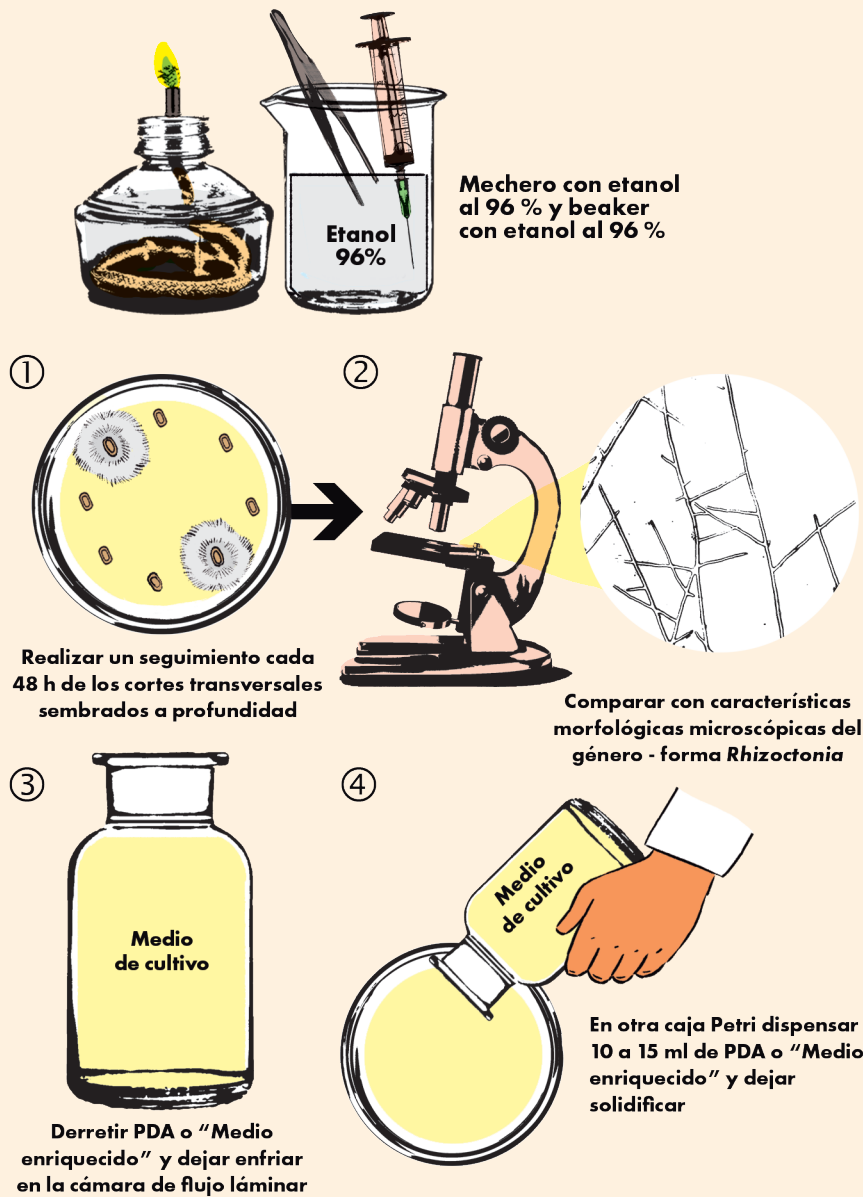 Etanol
96%
Mechero con etanol
al 96 % y beaker
con etanol al 96 %
①
Realizar un seguimiento cada
48 h de los cortes transversales
sembrados a profundidad
②
Comparar con características
morfológicas microscópicas del
género - forma Rhizoctonia
③
Medio
de cultivo
Derretir PDA o “Medio
enriquecido” y dejar enfriar
en la cámara de flujo láminar
④
Medio
de cultivo
En otra caja Petri dispensar
10 a 15 ml de PDA o “Medio
enriquecido” y dejar
solidificar